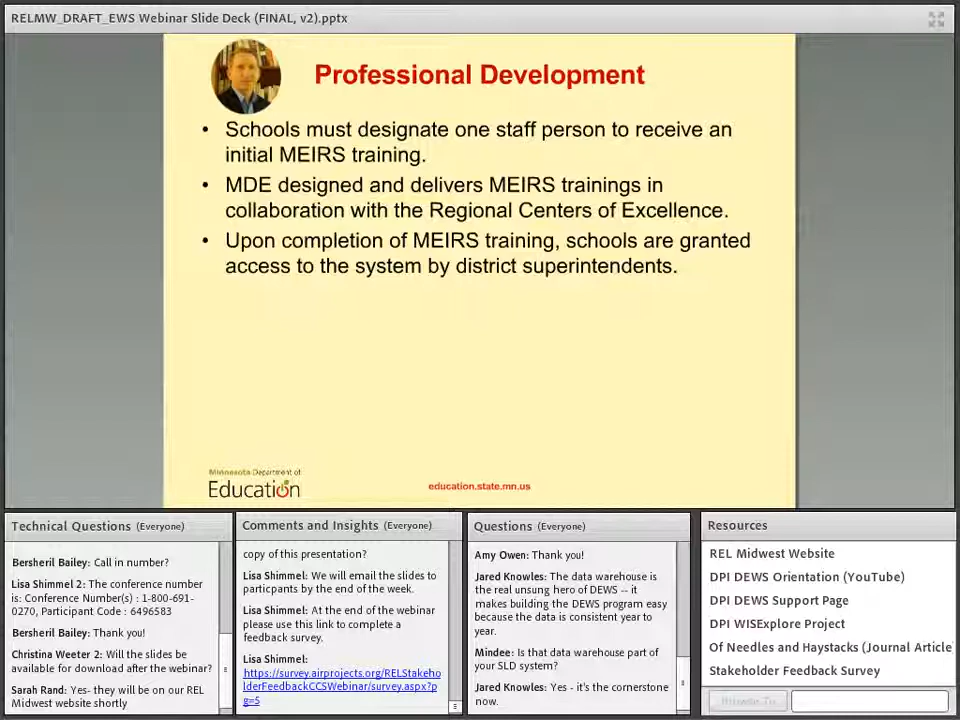 RELMW_DRAFT_EWS Webinar Slide Deck (FINAL, v2).pptx
Professional Development
• Schools must designate one staff person to receive an
initial MEIRS training.
• MDE designed and delivers MEIRS trainings in
collaboration with the Regional Centers of Excellence.
• Upon completion of MEIRS training, schools are granted
access to the system by district superintendents.
Minnesota Department of
Education
education.state.mn.us
Technical Questions (Everyone)
Bersheril Bailey: Call in number?
Lisa Shimmel 2: The conference number
is: Conference Number(s) : 1-800-691-
0270, Participant Code : 6496583
Bersheril Bailey: Thank you!
Christina Weeter 2: Will the slides be
available for download after the webinar?
Sarah Rand: Yes- they will be on our REL
Midwest website shortly
Comments and Insights (Everyone)
copy of this presentation?
Lisa Shimmel: We will email the slides to
particpants by the end of the week.
Lisa Shimmel: At the end of the webinar
please use this link to complete a
feedback survey.
Lisa Shimmel:
https://survey.airprojects.org/RELStakeho
lderFeedbackCCSWebinar/survey.aspx?p
g=5
Questions (Everyone)
Amy Owen: Thank you!
Jared Knowles: The data warehouse is
the real unsung hero of DEWS -- it
makes building the DEWS program easy
because the data is consistent year to
year.
Mindee: Is that data warehouse part of
your SLD system?
Jared Knowles: Yes - it's the cornerstone
now.
Resources
REL Midwest Website
DPI DEWS Orientation (YouTube)
DPI DEWS Support Page
DPI WISExplore Project
Of Needles and Haystacks (Journal Article
Stakeholder Feedback Survey
Browse To